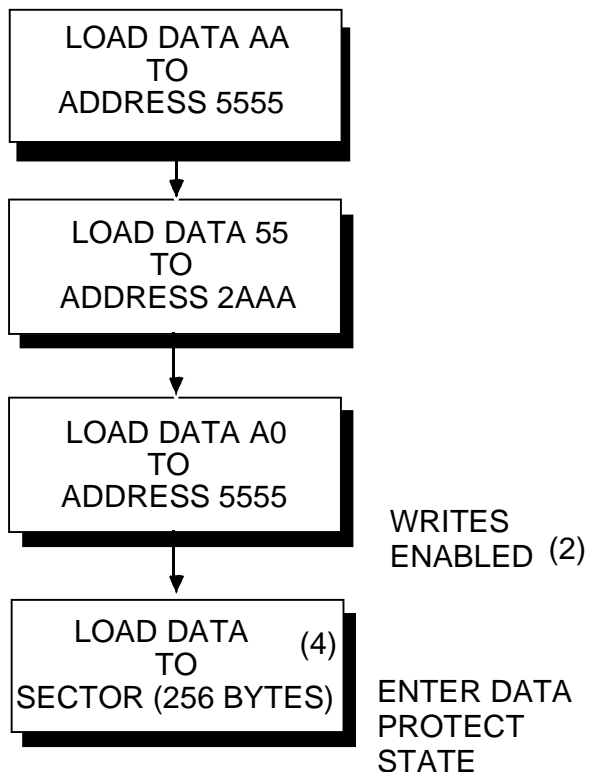 LOAD DATA AA
TO
ADDRESS 5555
LOAD DATA 55
TO
ADDRESS 2AAA
LOAD DATA A0
TO
ADDRESS 5555
WRITES
ENABLED (2)
LOAD DATA (4)
TO
SECTOR (256 BYTES)
ENTER DATA
PROTECT
STATE